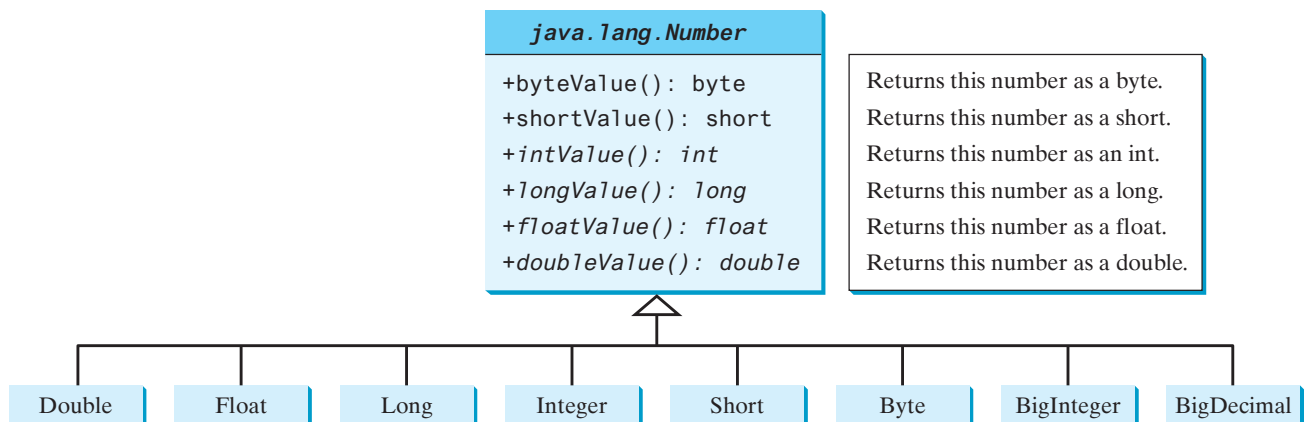 java.lang.Number
+byteValue(): byte
+shortValue(): short
+intValue(): int
+longValue(): long
+floatValue(): float
+doubleValue(): double
Returns this number as a byte.
Returns this number as a short.
Returns this number as an int.
Returns this number as a long.
Returns this number as a float.
Returns this number as a double.
Double
Float
Long
Integer
Short
Byte
BigInteger
BigDecimal